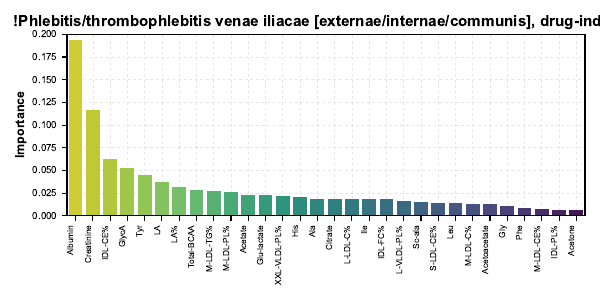 !Phlebitis/thrombophlebitis venae iliacae [externae/internae/communis], drug-ind
Importance
0.200
0.175
0.150
0.125
0.100
0.075
0.050
0.025
0.000
Albumin
Creatinine
IDL-CE%
GlycA
Tyr
LA
LA%
Total-BCAA
M-LDL-TG%
M-LDL-PL%
Acetate
Glu-lactate
XXL-VLDL-PL%
His
Ala
Citrate
L-LDL-C%
Ile
IDL-FC%
L-VLDL-PL%
S-LDL-CE%
Leu
M-LDL-C%
Acetoacetate
Gly
Phe
M-LDL-CE%
IDL-PL%
Acetone